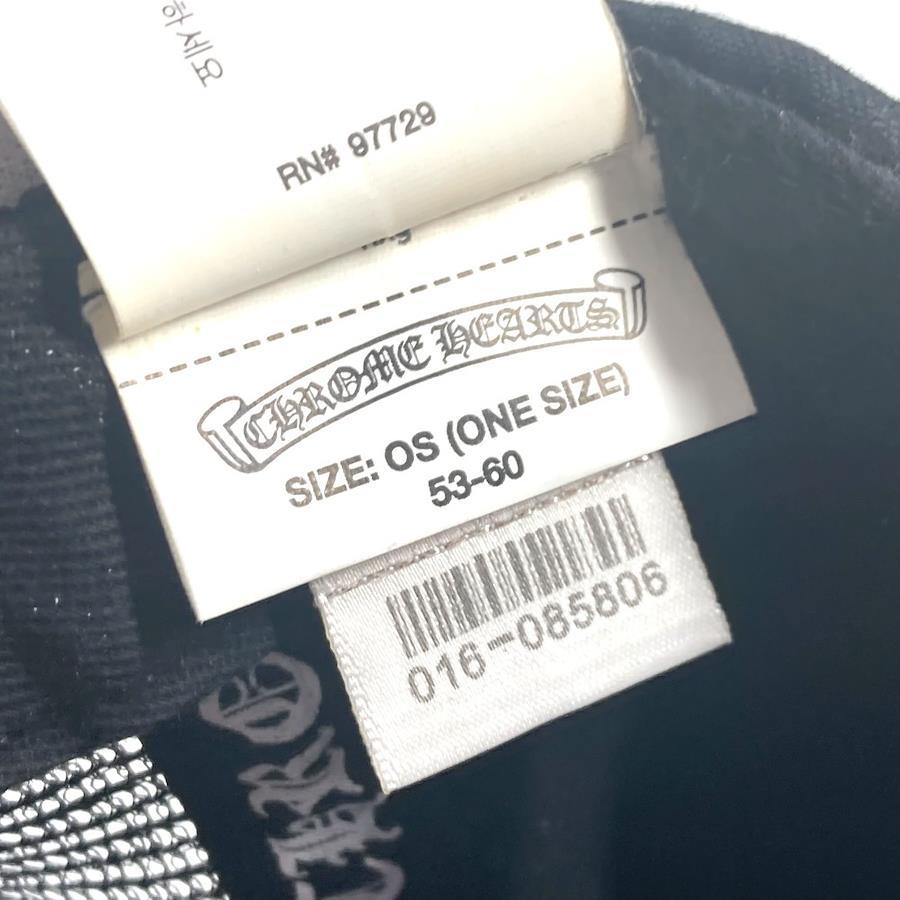 RN# 97729
CHROME HEARTS
SIZE: OS (ONE SIZE)
53-60
016-085806